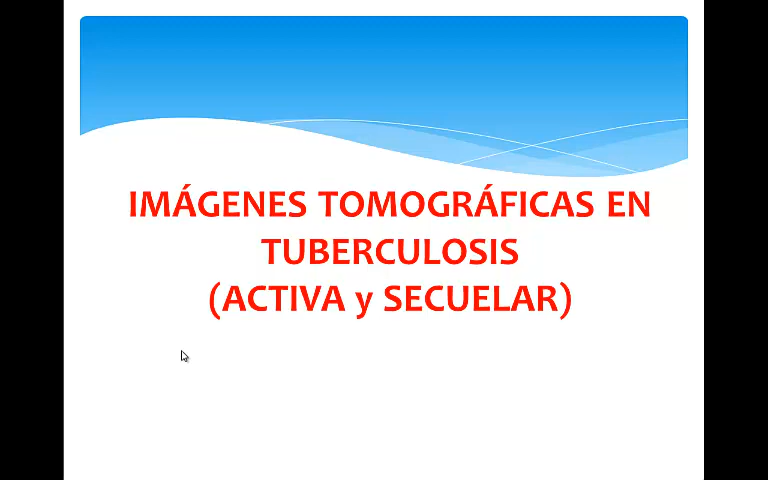 IMÁGENES TOMOGRÁFICAS EN
TUBERCULOSIS
(ACTIVA y SECUELAR)